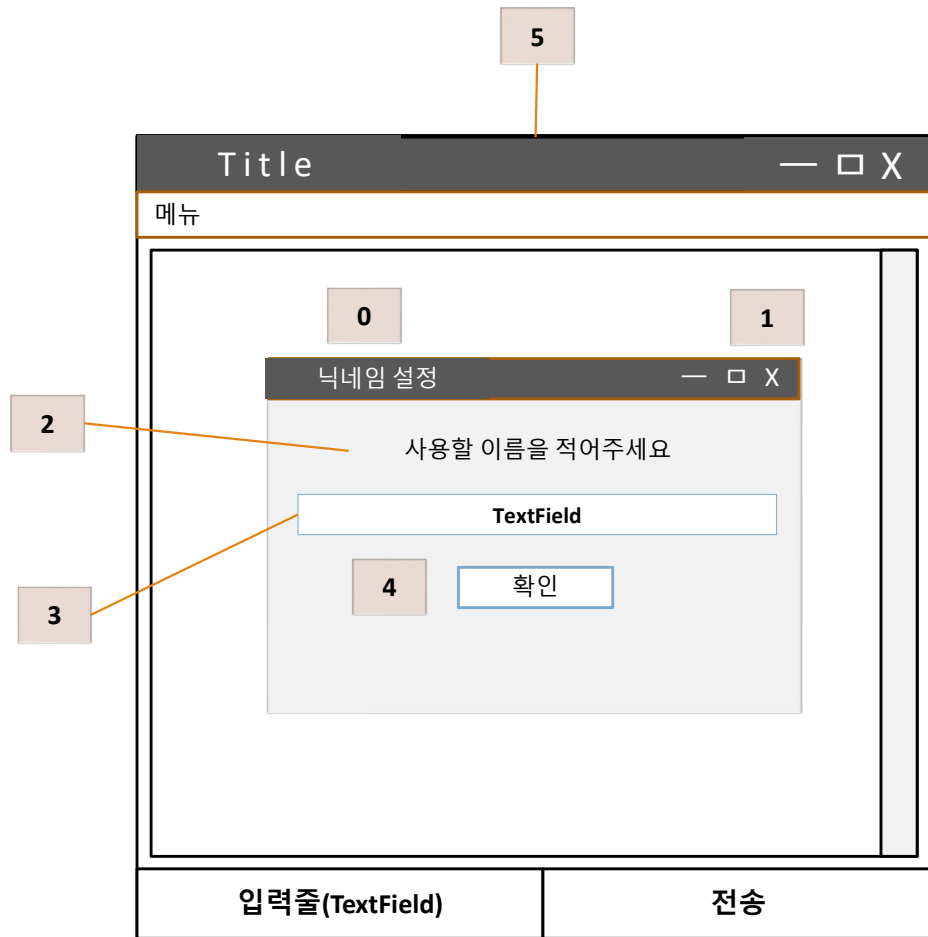 5
Title — ㅁ X
메뉴
0
1
닉네임 설정 — ㅁ X
2
사용할 이름을 적어주세요
TextField
4
확인
3
입력줄(TextField)
전송